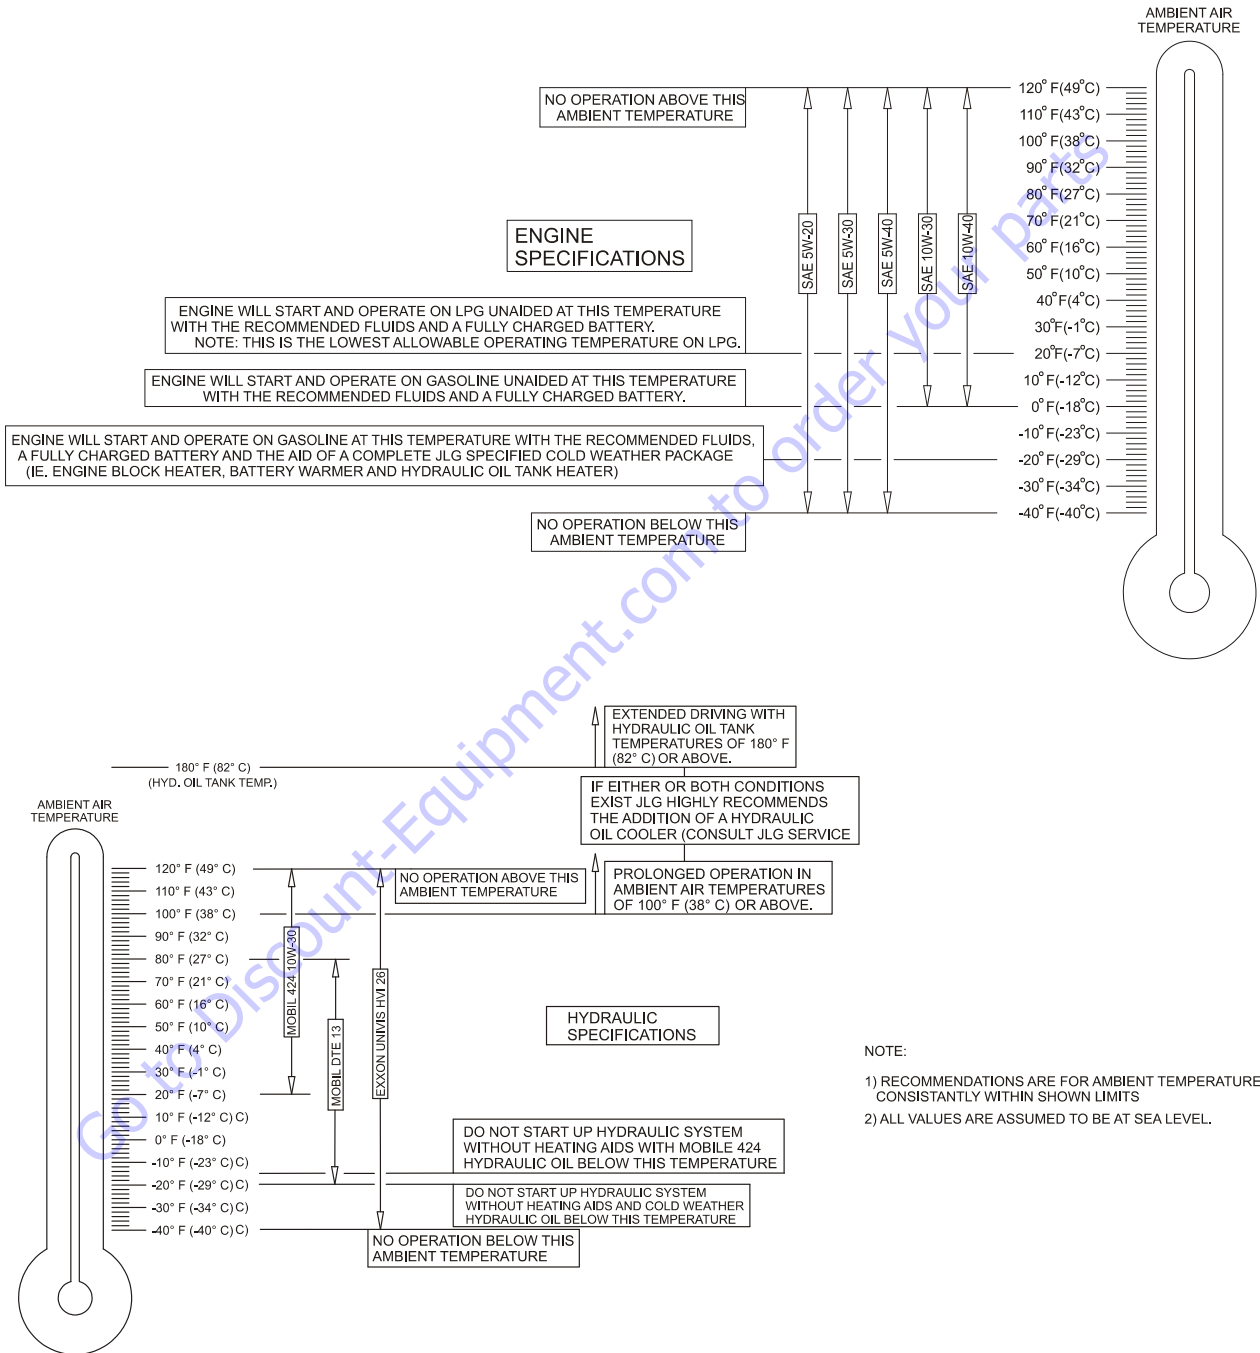 AMBIENT AIR
TEMPERATURE
120° F(49°C)
110° F(43°C)
100° F(38°C)
90° F(32°C)
80° F(27°C)
70° F(21°C)
60° F(16°C)
50° F(10°C)
40°F(4°C)
30°F(-1°C)
20°F(-7°C)
10° F(-12°C)
0° F(-18°C)
-10° F(-23°C)
-20° F(-29°C)
-30° F(-34°C)
-40° F(-40°C)
NO OPERATION ABOVE THIS
AMBIENT TEMPERATURE
SAE 5W-20
SAE 5W-30
SAE 5W-40
SAE 10W-30
SAE 10W-40
ENGINE
SPECIFICATIONS
ENGINE WILL START AND OPERATE ON LPG UNAIDED AT THIS TEMPERATURE
WITH THE RECOMMENDED FLUIDS AND A FULLY CHARGED BATTERY.
NOTE: THIS IS THE LOWEST ALLOWABLE OPERATING TEMPERATURE ON LPG.
ENGINE WILL START AND OPERATE ON GASOLINE UNAIDED AT THIS TEMPERATURE
WITH THE RECOMMENDED FLUIDS AND A FULLY CHARGED BATTERY.
ENGINE WILL START AND OPERATE ON GASOLINE AT THIS TEMPERATURE WITH THE RECOMMENDED FLUIDS,
A FULLY CHARGED BATTERY AND THE AID OF A COMPLETE JLG SPECIFIED COLD WEATHER PACKAGE
(IE. ENGINE BLOCK HEATER, BATTERY WARMER AND HYDRAULIC OIL TANK HEATER)
NO OPERATION BELOW THIS
AMBIENT TEMPERATURE
Go to Discount-Equipment.com to order your parts
EXTENDED DRIVING WITH
HYDRAULIC OIL TANK
TEMPERATURES OF 180° F
(82° C) OR ABOVE.
180° F (82° C)
(HYD. OIL TANK TEMP.)
IF EITHER OR BOTH CONDITIONS
EXIST JLG HIGHLY RECOMMENDS
THE ADDITION OF A HYDRAULIC
OIL COOLER (CONSULT JLG SERVICE
PROLONGED OPERATION IN
AMBIENT AIR TEMPERATURES
OF 100° F (38° C) OR ABOVE.
AMBIENT AIR
TEMPERATURE
120° F (49° C)
110° F (43° C)
100° F (38° C)
90° F (32° C)
80° F (27° C)
70° F (21° C)
60° F (16° C)
50° F (10° C)
40° F (4° C)
30° F (-1° C)
20° F (-7° C)
10° F (-12° C) C)
0° F (-18° C)
-10° F (-23° C) C)
-20° F (-29° C) C)
-30° F (-34° C) C)
-40° F (-40° C) C)
NO OPERATION ABOVE THIS
AMBIENT TEMPERATURE
MOBIL 424 10W-30
MOBIL DTE 13
EXXON UNIVIS HVI 26
HYDRAULIC
SPECIFICATIONS
DO NOT START UP HYDRAULIC SYSTEM
WITHOUT HEATING AIDS WITH MOBILE 424
HYDRAULIC OIL BELOW THIS TEMPERATURE
DO NOT START UP HYDRAULIC SYSTEM
WITHOUT HEATING AIDS AND COLD WEATHER
HYDRAULIC OIL BELOW THIS TEMPERATURE
NO OPERATION BELOW THIS
AMBIENT TEMPERATURE
NOTE:
1) RECOMMENDATIONS ARE FOR AMBIENT TEMPERATURE
CONSISTANTLY WITHIN SHOWN LIMITS
2) ALL VALUES ARE ASSUMED TO BE AT SEA LEVEL.